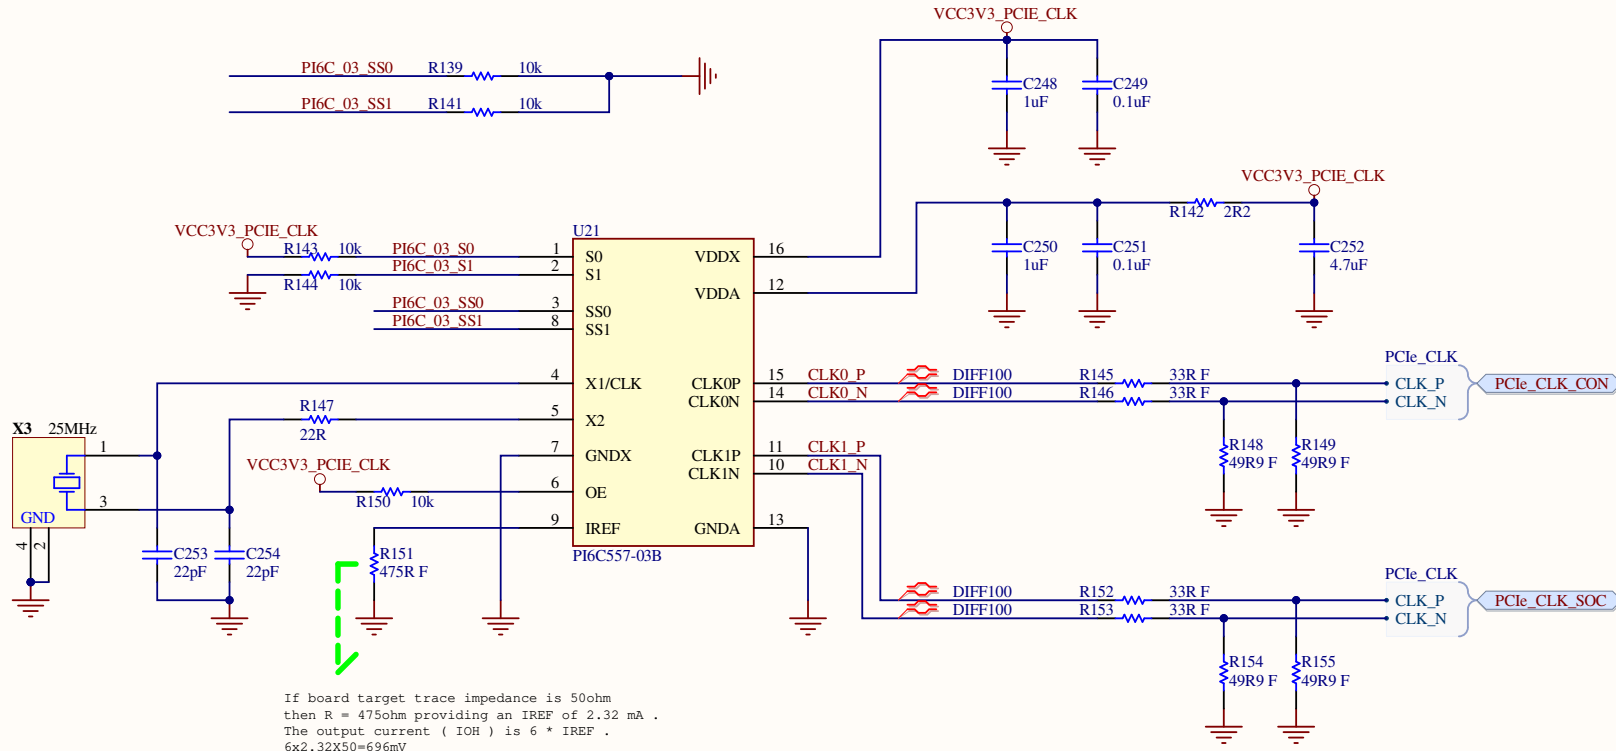 VCC3V3_PCIE_CLK
PI6C_03_SS0 R139 10k
PI6C_03_SS1 R141 10k
C248 1uF
C249 0.1uF
VCC3V3_PCIE_CLK
R142 2R2
C250 1uF
C251 0.1uF
C252 4.7uF
VCC3V3_PCIE_CLK
R143 10k PI6C_03_S0
R144 10k PI6C_03_S1
PI6C_03_SS0
PI6C_03_SS1
U21
1 S0
2 S1
3 SS0
8 SS1
4 X1/CLK
5 X2
7 GNDX
6 OE
9 IREF
VDDX 16
VDDA 12
CLK0P 15
CLK0N 14
CLK1P 11
CLK1N 10
GNDA 13
PI6C557-03B
CLK0_P DIFF100 R145 33R F
CLK0_N DIFF100 R146 33R F
PCIe_CLK
CLK_P
CLK_N
PCIe_CLK_CON
R148 49R9 F
R149 49R9 F
CLK1_P
CLK1_N
DIFF100 R152 33R F
DIFF100 R153 33R F
PCIe_CLK
CLK_P
CLK_N
PCIe_CLK_SOC
R154 49R9 F
R155 49R9 F
R147 22R
X3 25MHz
1
3
GND
4 2
VCC3V3_PCIE_CLK
R150 10k
C253 22pF
C254 22pF
R151 475R F
If board target trace impedance is 50ohm
then R = 475ohm providing an IREF of 2.32 mA .
The output current ( IOH ) is 6 * IREF .
6x2.32X50=696mV